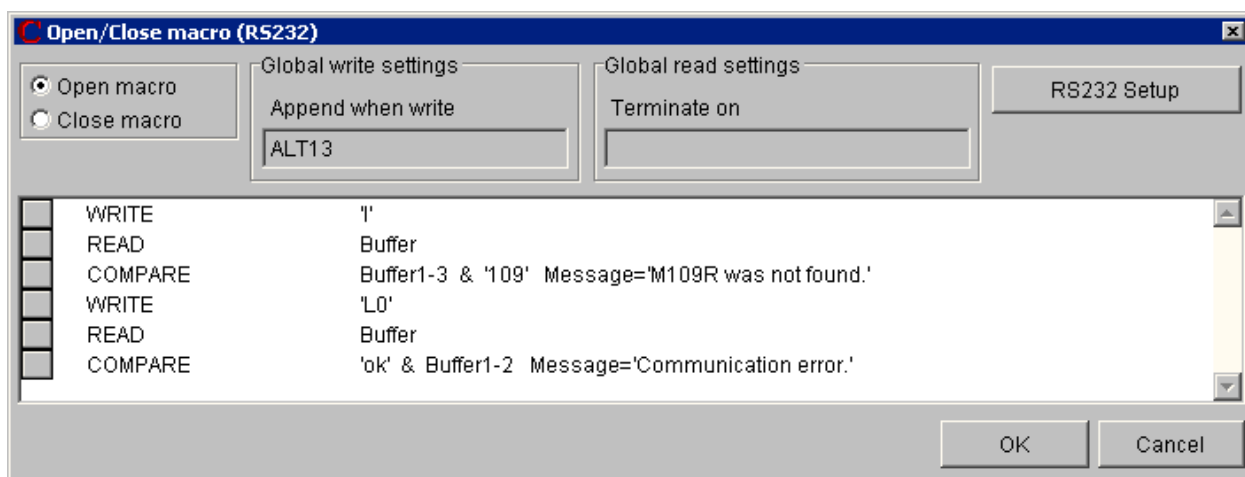 Open/Close macro (RS232)
Open macro
Close macro
Global write settings
Append when write
ALT13
Global read settings
Terminate on
RS232 Setup
WRITE 'I'
READ Buffer
COMPARE Buffer1-3 & '109' Message='M109R was not found.'
WRITE 'L0'
READ Buffer
COMPARE 'ok' & Buffer1-2 Message='Communication error.'
OK Cancel